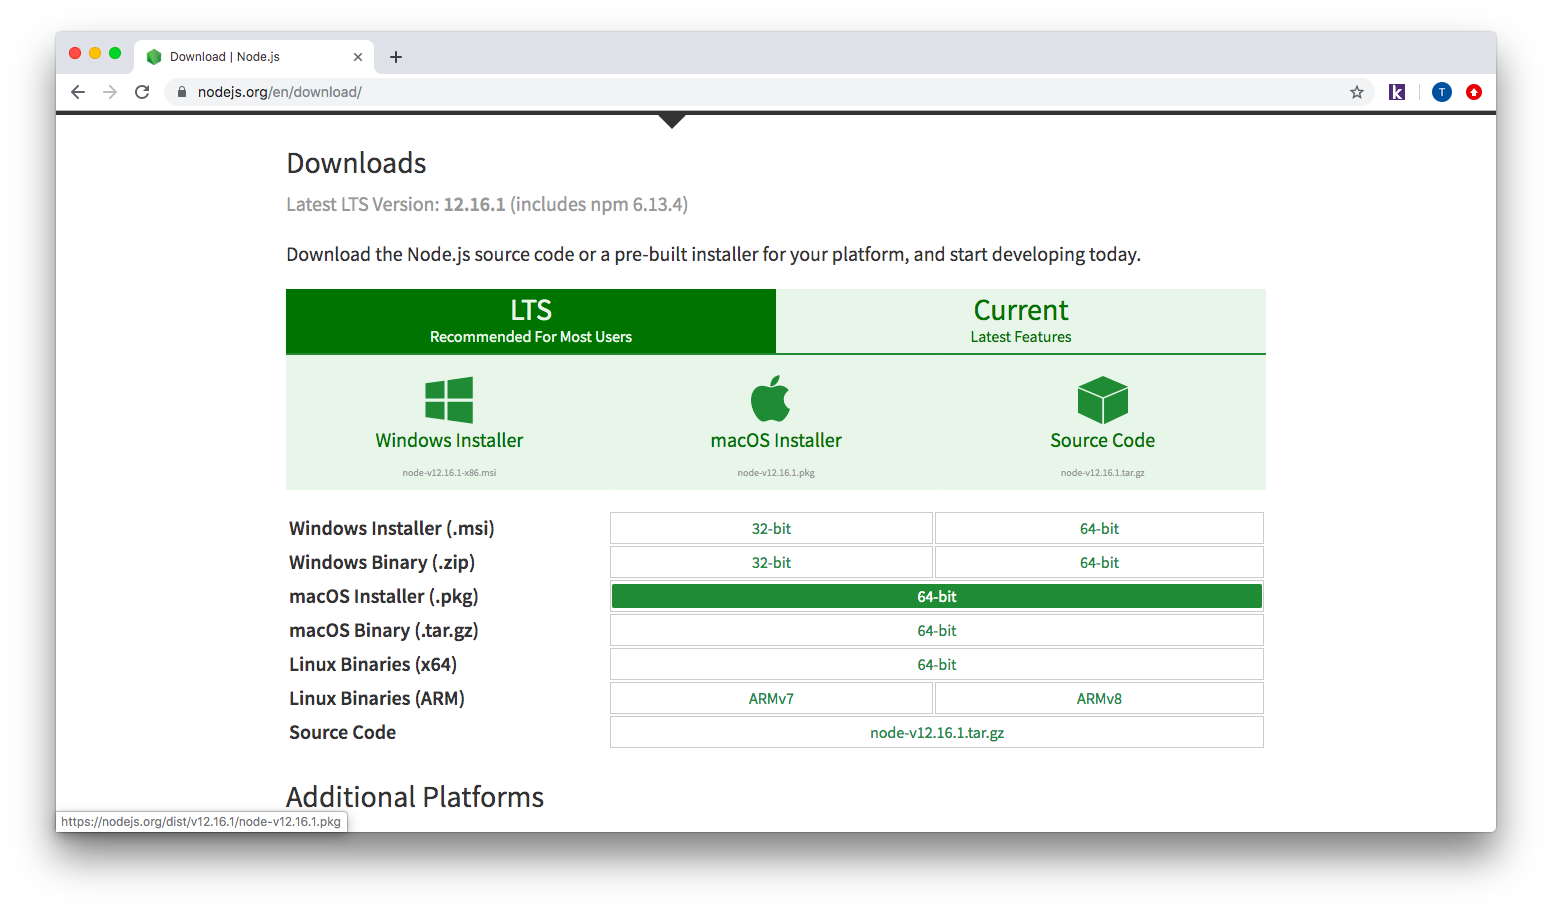 Download | Node.js
nodejs.org/en/download/
k
T
Downloads
Latest LTS Version: 12.16.1 (includes npm 6.13.4)
Download the Node.js source code or a pre-built installer for your platform, and start developing today.
LTS
Recommended For Most Users
Current
Latest Features
Windows Installer
node-v12.16.1-x86.msi
macOS Installer
node-v12.16.1.pkg
Source Code
node-v12.16.1.tar.gz
Windows Installer (.msi) 32-bit 64-bit
Windows Binary (.zip) 32-bit 64-bit
macOS Installer (.pkg) 64-bit
macOS Binary (.tar.gz) 64-bit
Linux Binaries (x64) 64-bit
Linux Binaries (ARM) ARMv7 ARMv8
Source Code node-v12.16.1.tar.gz
Additional Platforms
https://nodejs.org/dist/v12.16.1/node-v12.16.1.pkg